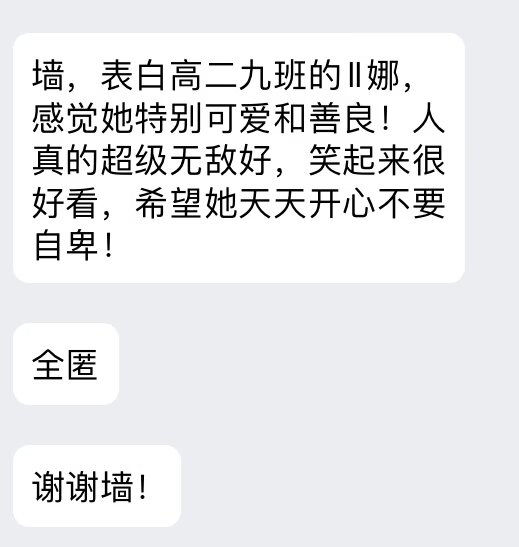 墙，表白高二九班的||娜，
感觉她特别可爱和善良！人
真的超级无敌好，笑起来很
好看，希望她天天开心不要
自卑！
全匿
谢谢墙！